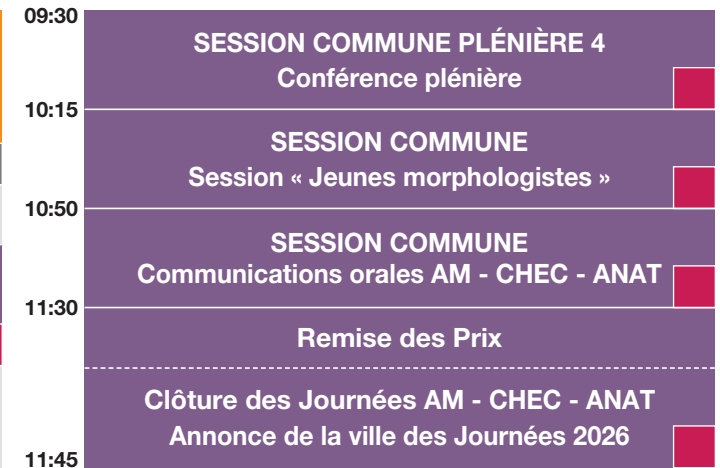 09:30
SESSION COMMUNE PLÉNIÈRE 4
Conférence plénière
10:15
SESSION COMMUNE
Session « Jeunes morphologistes »
10:50
SESSION COMMUNE
Communications orales AM - CHEC - ANAT
11:30
Remise des Prix
Clôture des Journées AM - CHEC - ANAT
Annonce de la ville des Journées 2026
11:45